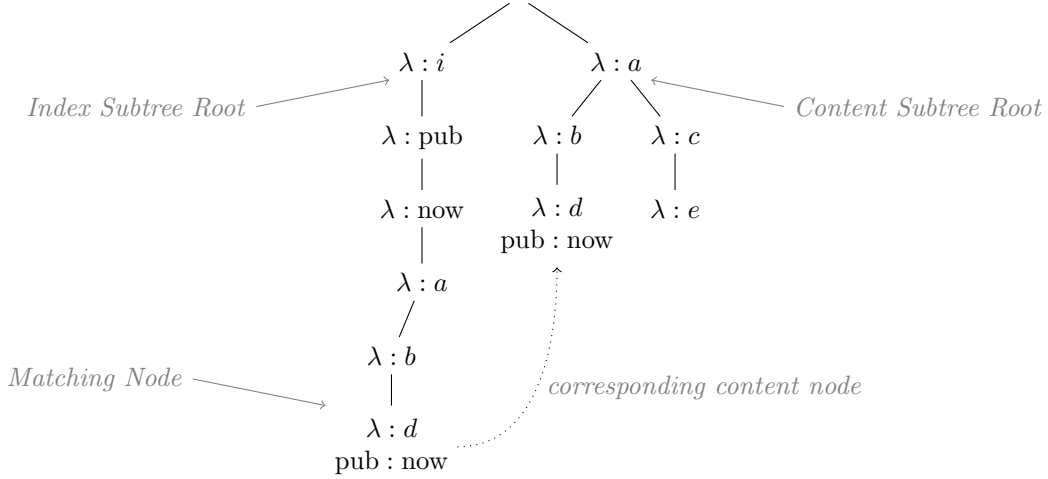 λ : i
λ : a
Index Subtree Root
Content Subtree Root
λ : pub
λ : b
λ : c
λ : now
λ : d
pub : now
λ : e
λ : a
λ : b
Matching Node
corresponding content node
λ : d
pub : now